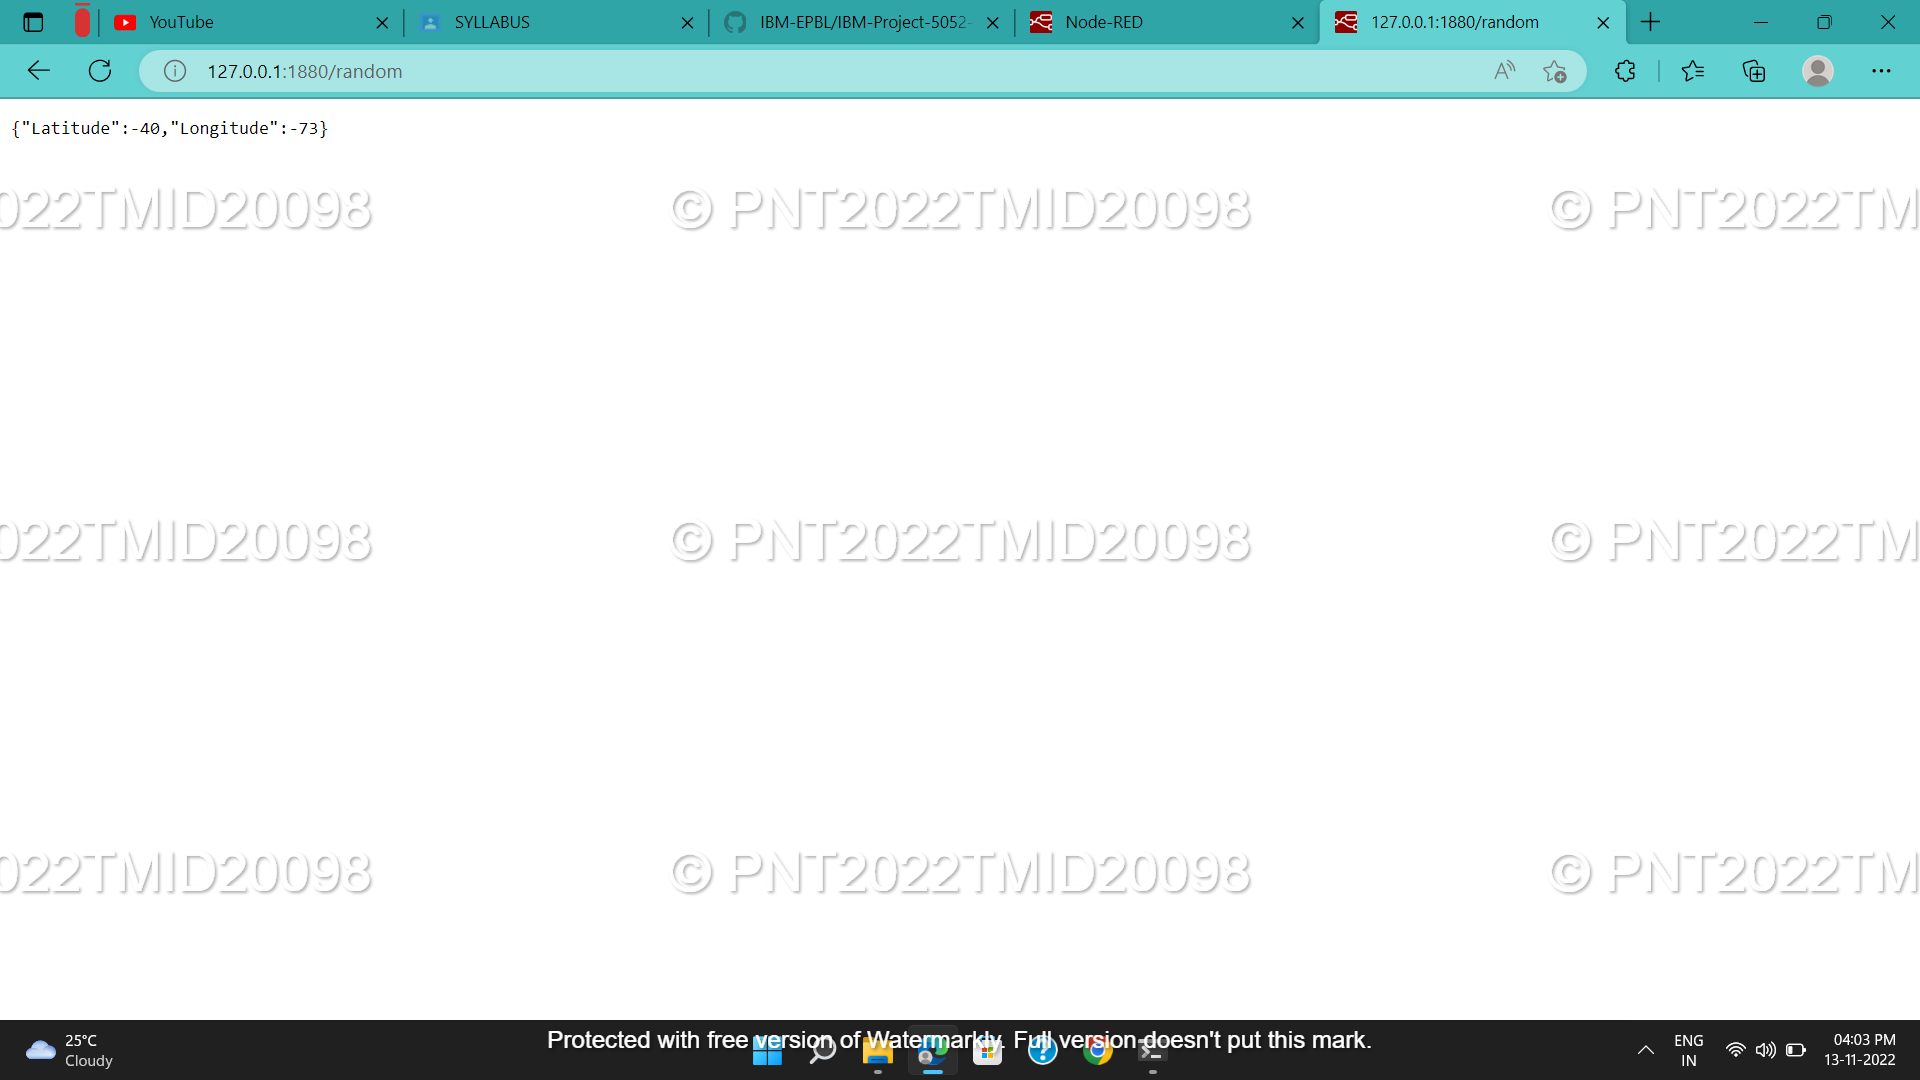 YouTube
SYLLABUS
IBM-EPBL/IBM-Project-5052-
Node-RED
127.0.0.1:1880/random
127.0.0.1:1880/random
{"Latitude":-40,"Longitude":-73}
022TMID20098 © PNT2022TMID20098 © PNT2022TM
022TMID20098 © PNT2022TMID20098 © PNT2022TM
022TMID20098 © PNT2022TMID20098 © PNT2022TM
Protected with free version of Watermarkly. Full version doesn't put this mark.
25°C
Cloudy
ENG
IN
04:03 PM
13-11-2022